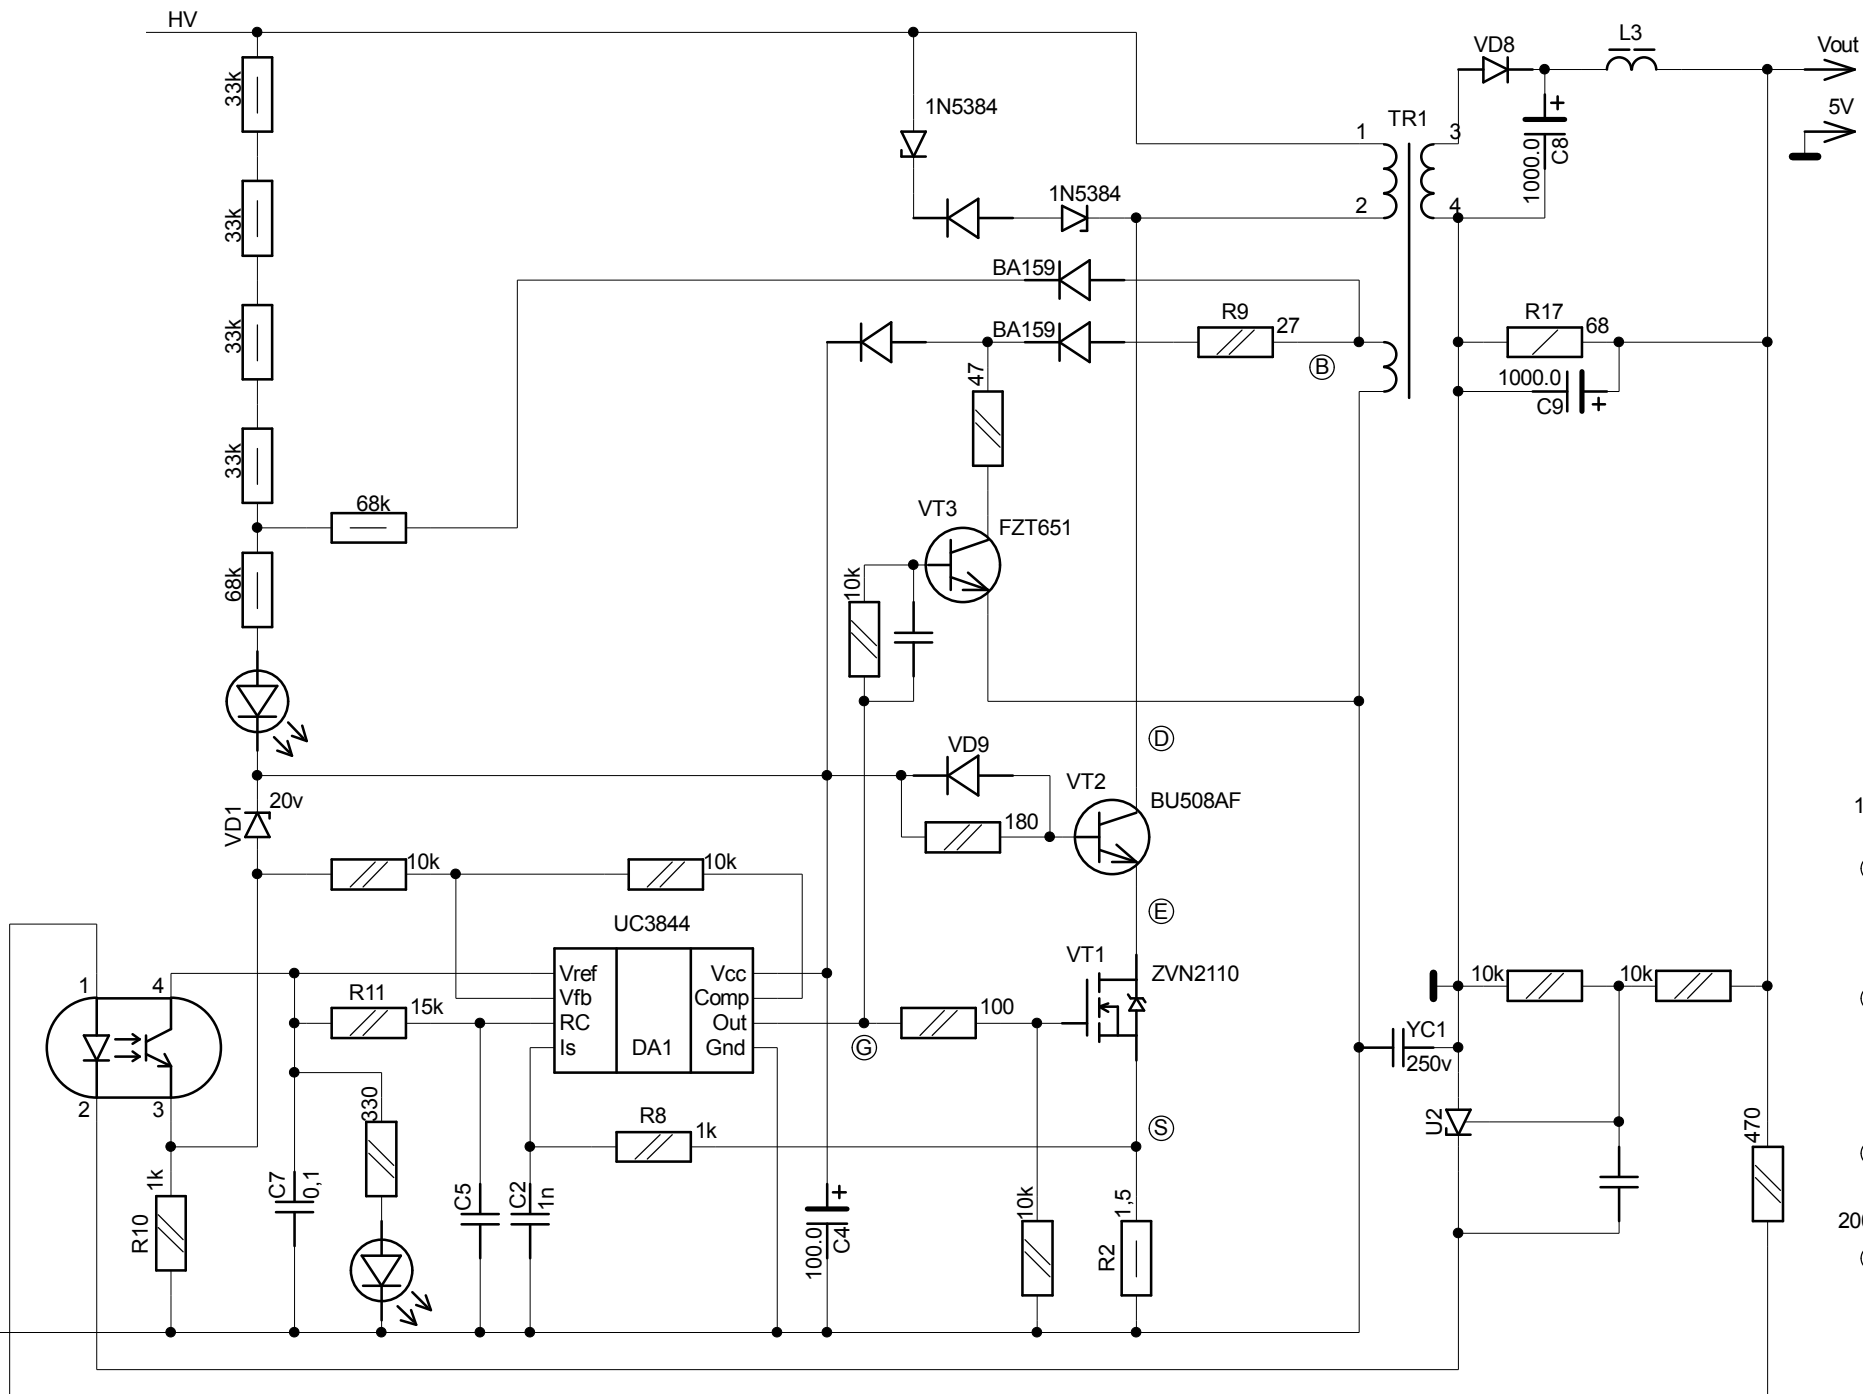 HV
33k
33k
33k
33k
68k
68k
1N5384
1N5384
BA159
BA159
R9 27
B
47
VT3
FZT651
10k
TR1
1
2
3
4
VD8
L3
Vout
5V
1000.0
C8
R17 68
1000.0
C9
D
VD9
180
VT2
BU508AF
E
VD1
20v
10k
10k
UC3844
Vref
Vfb
RC
Is
DA1
Vcc
Comp
Out
Gnd
1
4
2
3
R11 15k
G
100
VT1
ZVN2110
S
R8 1k
330
C7
0,1
1k
R10
C5
C2
1n
100.0
C4
10k
1,5
R2
10k
10k
YC1
250v
U2
470
1
200